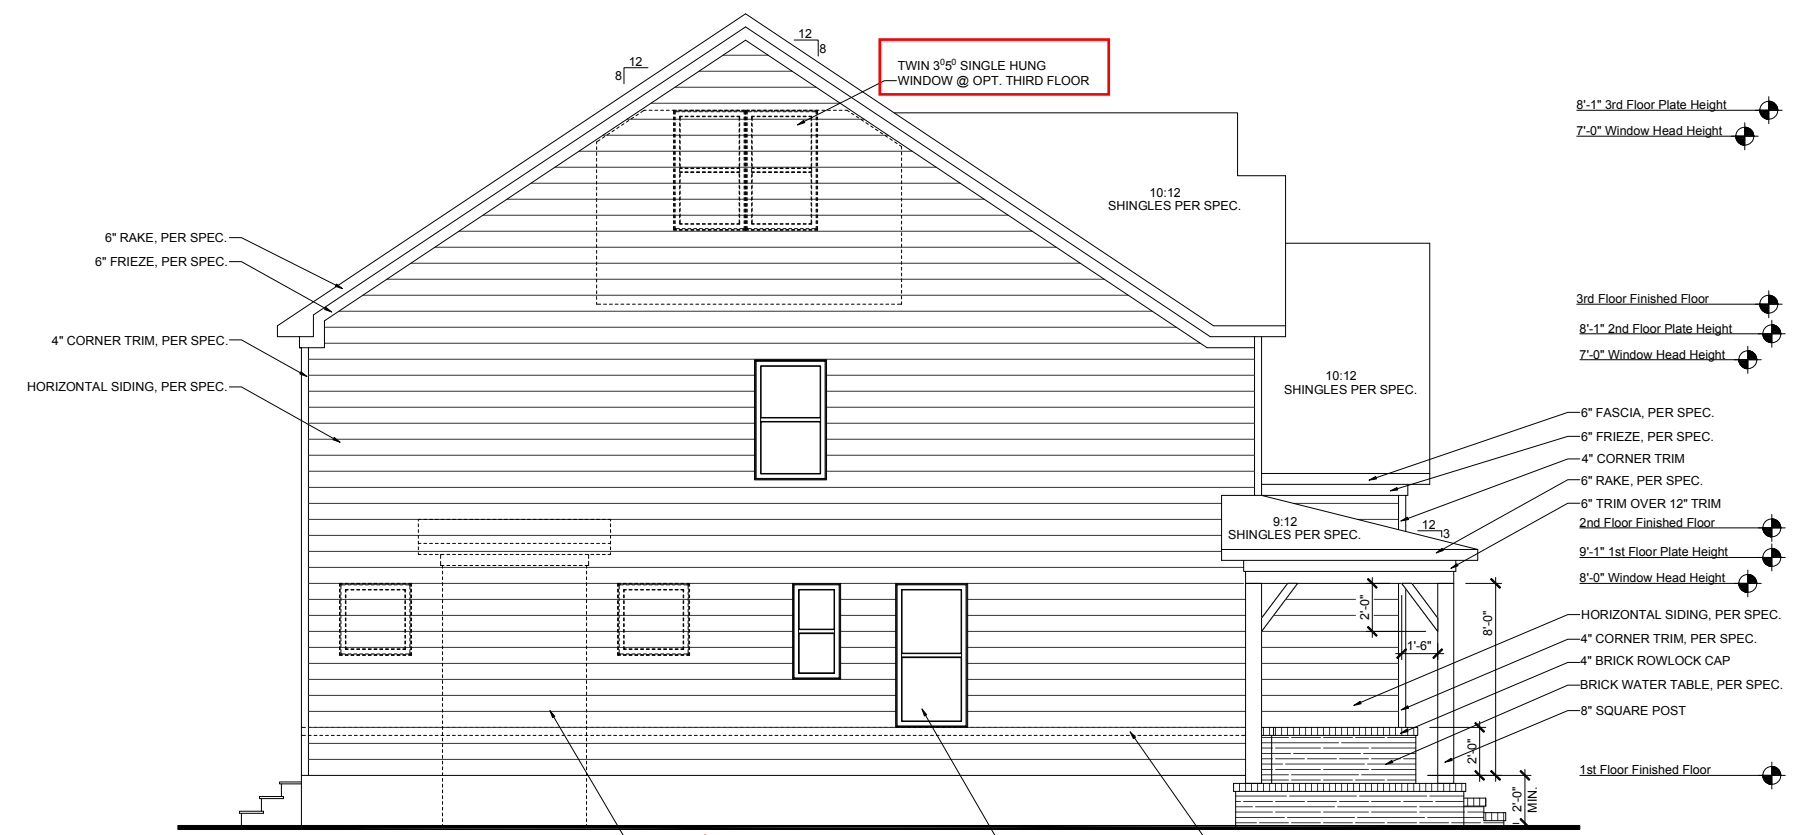 12
8
12
8
TWIN 3⁰5⁰ SINGLE HUNG
WINDOW @ OPT. THIRD FLOOR
8'-1" 3rd Floor Plate Height
7'-0" Window Head Height
10:12
SHINGLES PER SPEC.
6" RAKE, PER SPEC.
6" FRIEZE, PER SPEC.
4" CORNER TRIM, PER SPEC.
HORIZONTAL SIDING, PER SPEC.
3rd Floor Finished Floor
8'-1" 2nd Floor Plate Height
7'-0" Window Head Height
10:12
SHINGLES PER SPEC.
6" FASCIA, PER SPEC.
6" FRIEZE, PER SPEC.
4" CORNER TRIM
6" RAKE, PER SPEC.
6" TRIM OVER 12" TRIM
2nd Floor Finished Floor
9'-1" 1st Floor Plate Height
8'-0" Window Head Height
9:12
SHINGLES PER SPEC.
12
3
2'-0"
8'-0"
1'-6"
HORIZONTAL SIDING, PER SPEC.
4" CORNER TRIM, PER SPEC.
4" BRICK ROWLOCK CAP
BRICK WATER TABLE, PER SPEC.
8" SQUARE POST
2'-0"
1st Floor Finished Floor
2'-0"
MIN.